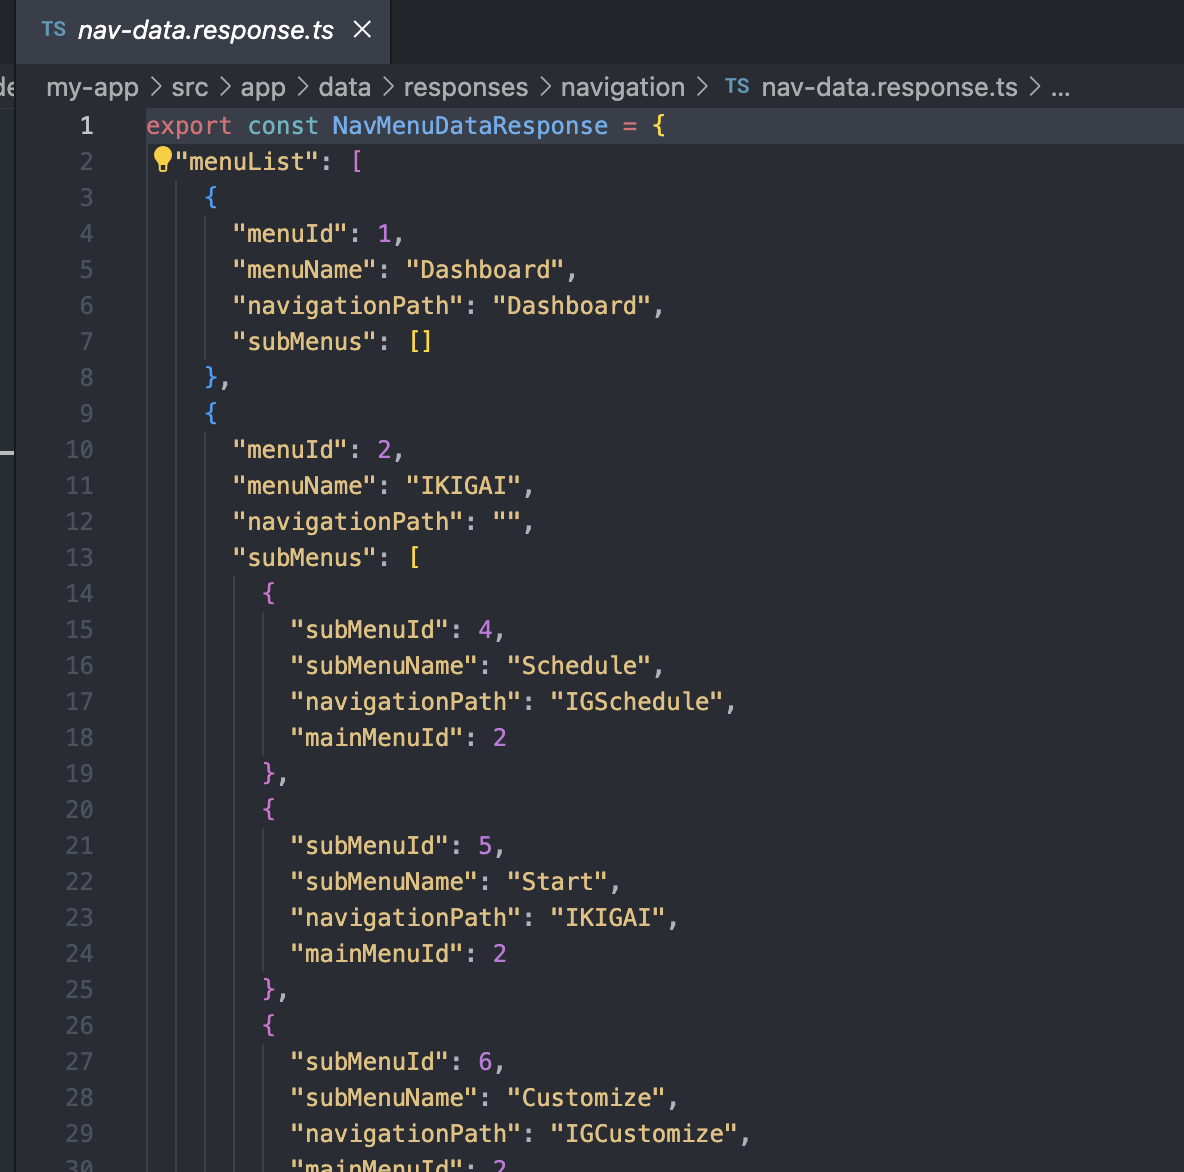 TS nav-data.response.ts
my-app > src > app > data > responses > navigation > TS nav-data.response.ts > ...
1 export const NavMenuDataResponse = {
2 "menuList": [
3 {
4 "menuId": 1,
5 "menuName": "Dashboard",
6 "navigationPath": "Dashboard",
7 "subMenus": []
8 },
9 {
10 "menuId": 2,
11 "menuName": "IKIGAI",
12 "navigationPath": "",
13 "subMenus": [
14 {
15 "subMenuId": 4,
16 "subMenuName": "Schedule",
17 "navigationPath": "IGSchedule",
18 "mainMenuId": 2
19 },
20 {
21 "subMenuId": 5,
22 "subMenuName": "Start",
23 "navigationPath": "IKIGAI",
24 "mainMenuId": 2
25 },
26 {
27 "subMenuId": 6,
28 "subMenuName": "Customize",
29 "navigationPath": "IGCustomize",
30 "mainMenuId": 2